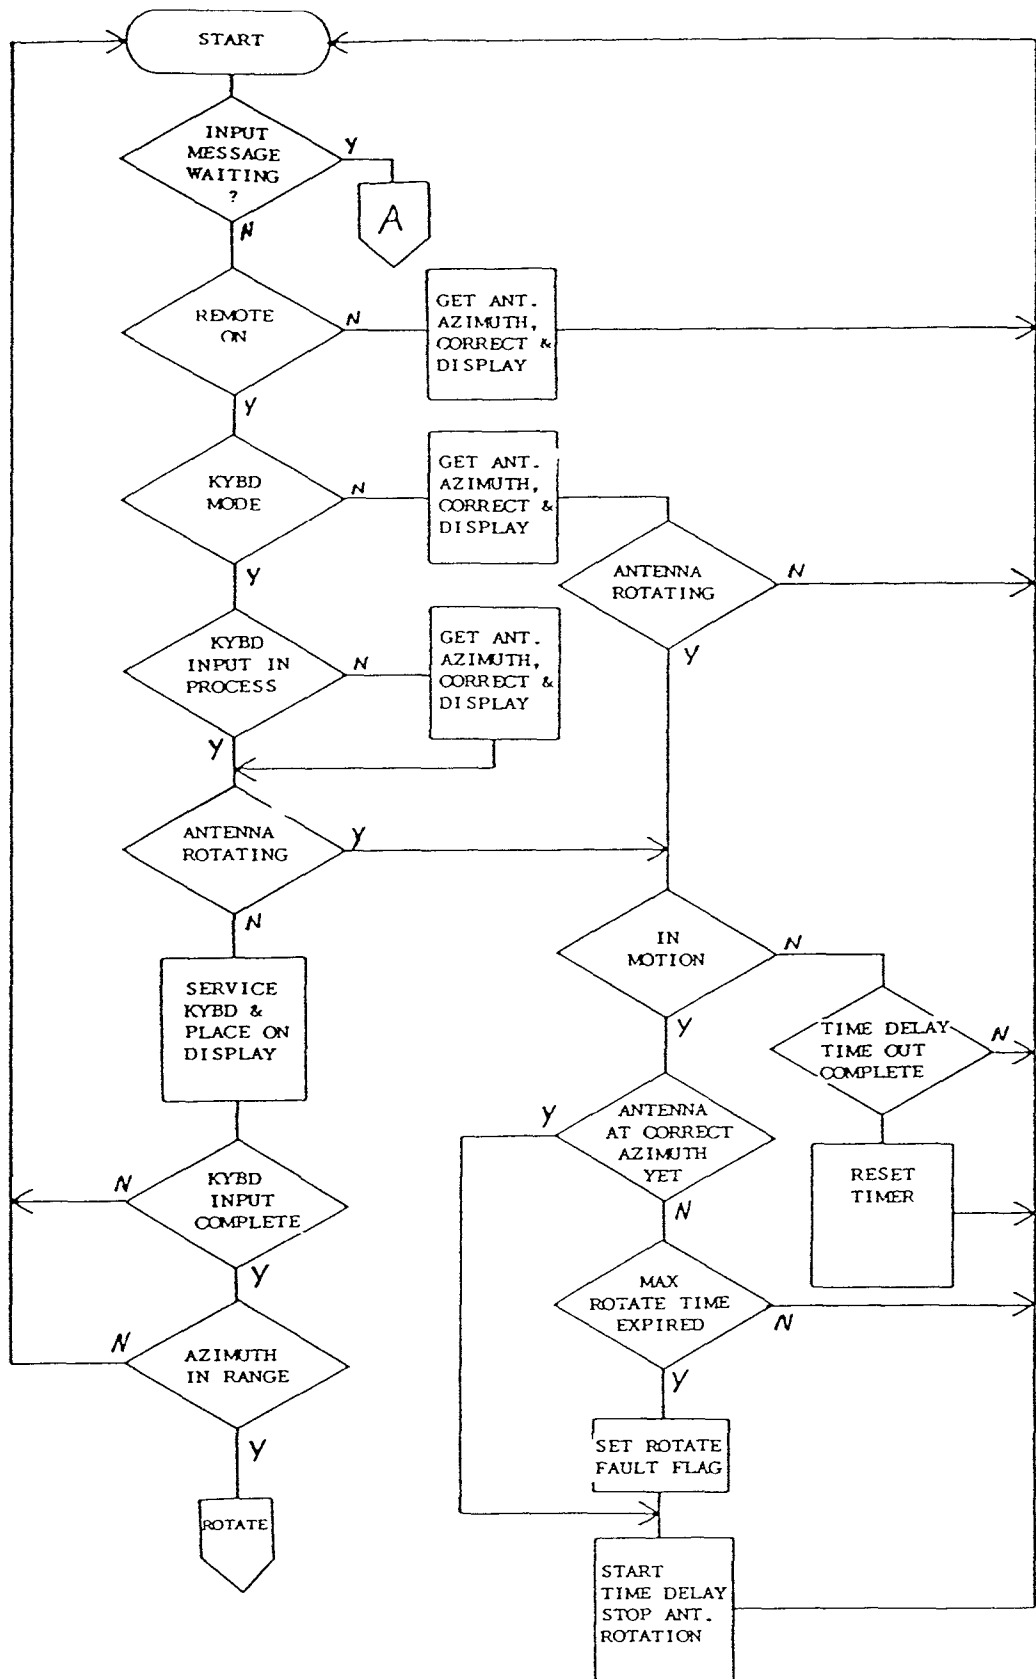 START
INPUT
MESSAGE
WAITING
?
Y
A
N
REMOTE
ON
N
GET ANT.
AZIMUTH,
CORRECT &
DISPLAY
Y
KYBD
MODE
N
GET ANT.
AZIMUTH,
CORRECT &
DISPLAY
ANTENNA
ROTATING
N
Y
Y
KYBD
INPUT IN
PROCESS
N
GET ANT.
AZIMUTH,
CORRECT &
DISPLAY
Y
ANTENNA
ROTATING
Y
N
IN
MOTION
N
Y
TIME DELAY
TIME OUT
COMPLETE
N
RESET
TIMER
SERVICE
KYBD &
PLACE ON
DISPLAY
ANTENNA
AT CORRECT
AZIMUTH
YET
Y
N
KYBD
INPUT
COMPLETE
N
Y
MAX
ROTATE TIME
EXPIRED
N
Y
AZIMUTH
IN RANGE
N
Y
SET ROTATE
FAULT FLAG
ROTATE
START
TIME DELAY
STOP ANT.
ROTATION